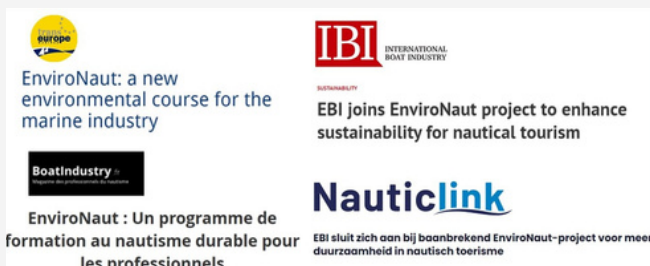 trans
europe
EnviroNaut: a new
environmental course for the
marine industry
BoatIndustry.fr
Magazine des professionnels du nautisme
EnviroNaut : Un programme de
formation au nautisme durable pour
les professionnels
IBI INTERNATIONAL
BOAT INDUSTRY
SUSTAINABILITY
EBI joins EnviroNaut project to enhance
sustainability for nautical tourism
Nauticlink
EBI sluit zich aan bij baanbrekend EnviroNaut-project voor meer
duurzaamheid in nautisch toerisme